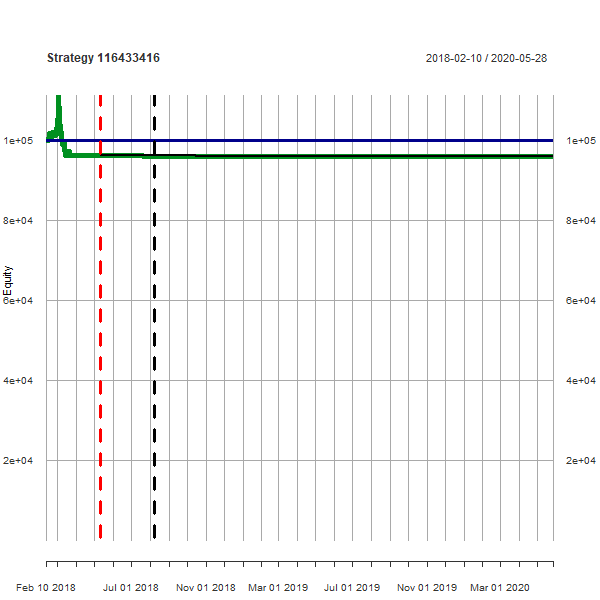 Strategy 116433416
2018-02-10 / 2020-05-28
1e+05
1e+05
8e+04
8e+04
Equity
6e+04
6e+04
4e+04
4e+04
2e+04
2e+04
Feb 10 2018
Jul 01 2018
Nov 01 2018
Mar 01 2019
Jul 01 2019
Nov 01 2019
Mar 01 2020